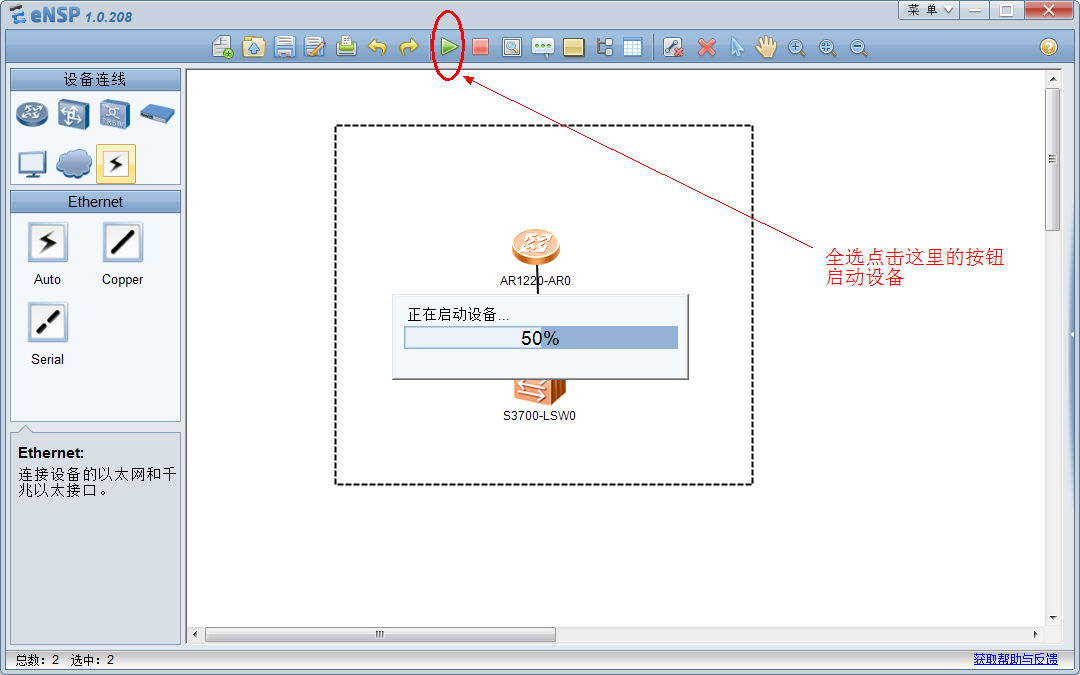 eNSP 1.0.208
菜 单
设备连线
Ethernet
Auto
Copper
Serial
Ethernet:
连接设备的以太网和千
兆以太接口。
AR1220-AR0
正在启动设备...
50%
S3700-LSW0
全选点击这里的按钮
启动设备
总数: 2 选中: 2
获取帮助与反馈